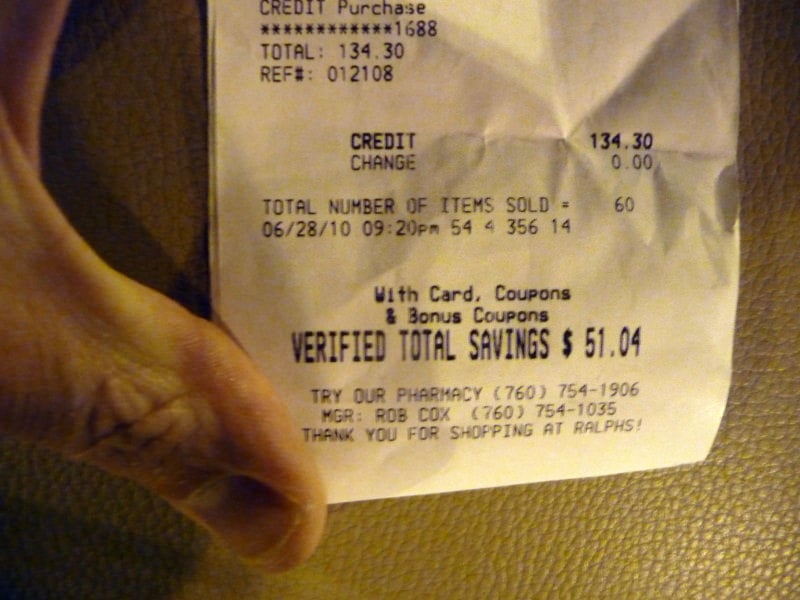 CREDIT Purchase
************1688
TOTAL: 134.30
REF#: 012108
CREDIT 134.30
CHANGE 0.00
TOTAL NUMBER OF ITEMS SOLD = 60
06/28/10 09:20pm 54 4 356 14
With Card, Coupons
& Bonus Coupons
VERIFIED TOTAL SAVINGS $ 51.04
TRY OUR PHARMACY (760) 754-1906
MGR: ROB COX (760) 754-1035
THANK YOU FOR SHOPPING AT RALPHS!